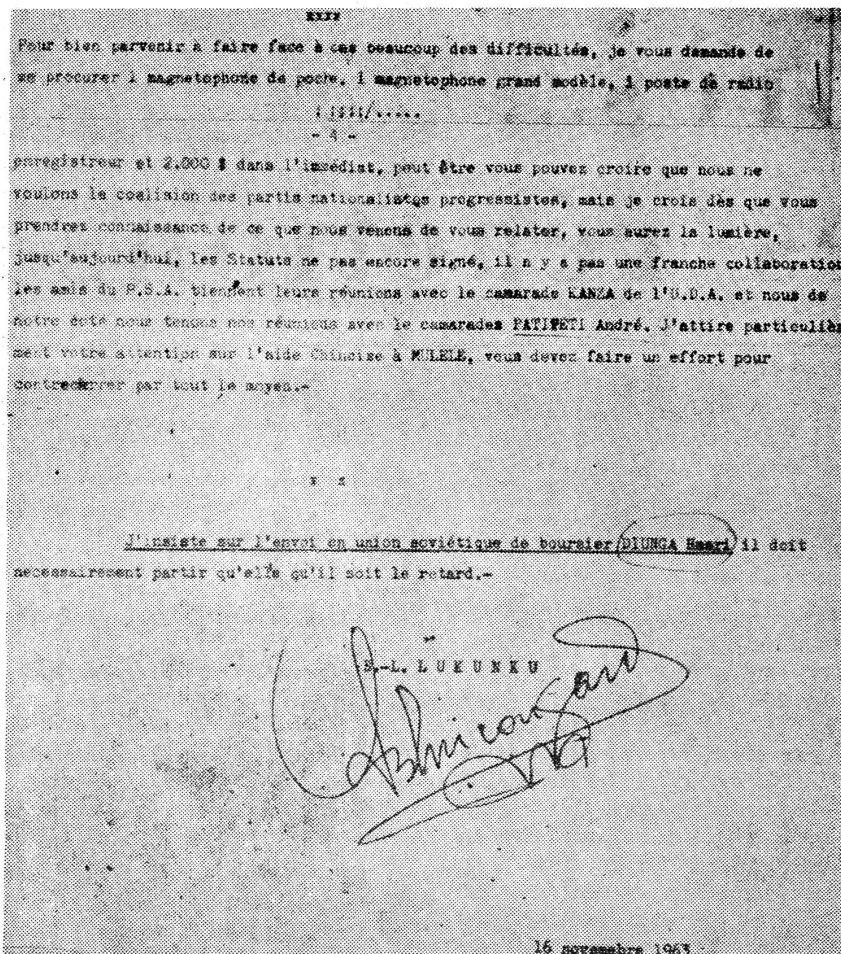 Pour bien parvenir à faire face à ces beaucoup des difficultés, je vous demande de
me procurer 1 magnetophone de poche, 1 magnetophone grand modèle, 1 poste de radio
- 4 -
enregistreur et 2.000 $ dans l'immédiat, peut être vous pouvez croire que nous ne
voulons la coalision des partis nationalistes progressistes, mais je crois dès que vous
prendrez connaissance de ce que nous venons de vous relater, vous aurez la lumière,
jusqu'aujourd'hui, les Statuts ne pas encore signé, il n y a pas une franche collaboration
les amis du P.S.A. tiennent leurs réunions avec le camarade KANZA de l'U.D.A. et nous de
notre côté nous tenons nos réunions avec le camarades PATIPETI André. J'attire particuliè
ment votre attention sur l'aide Chinoise à MULELE, vous devez faire un effort pour
contrecarrer par tout le moyen.-
J'insiste sur l'envoi en union soviétique de boursier DIUNGA Henri il doit
necessairement partir qu'elle qu'il soit le retard.-
LUKUNKU
16 novembre 1963